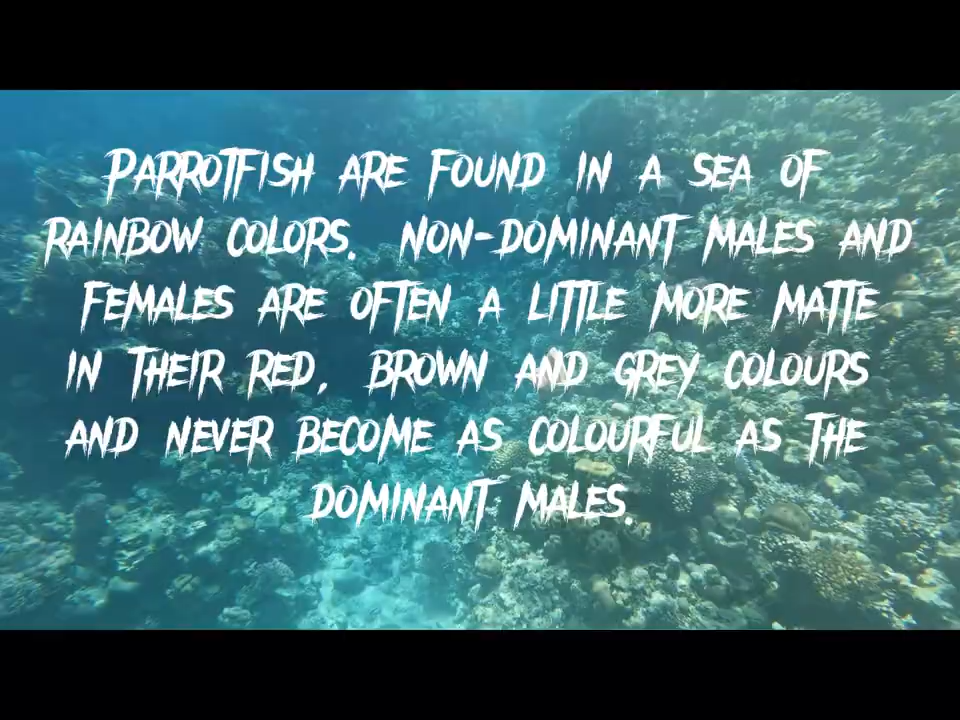 PARROTFISH ARE FOUND IN A SEA OF
RAINBOW COLORS. NON-DOMINANT MALES AND
FEMALES ARE OFTEN A LITTLE MORE MATTE
IN THEIR RED, BROWN AND GREY COLOURS
AND NEVER BECOME AS COLOURFUL AS THE
DOMINANT MALES.